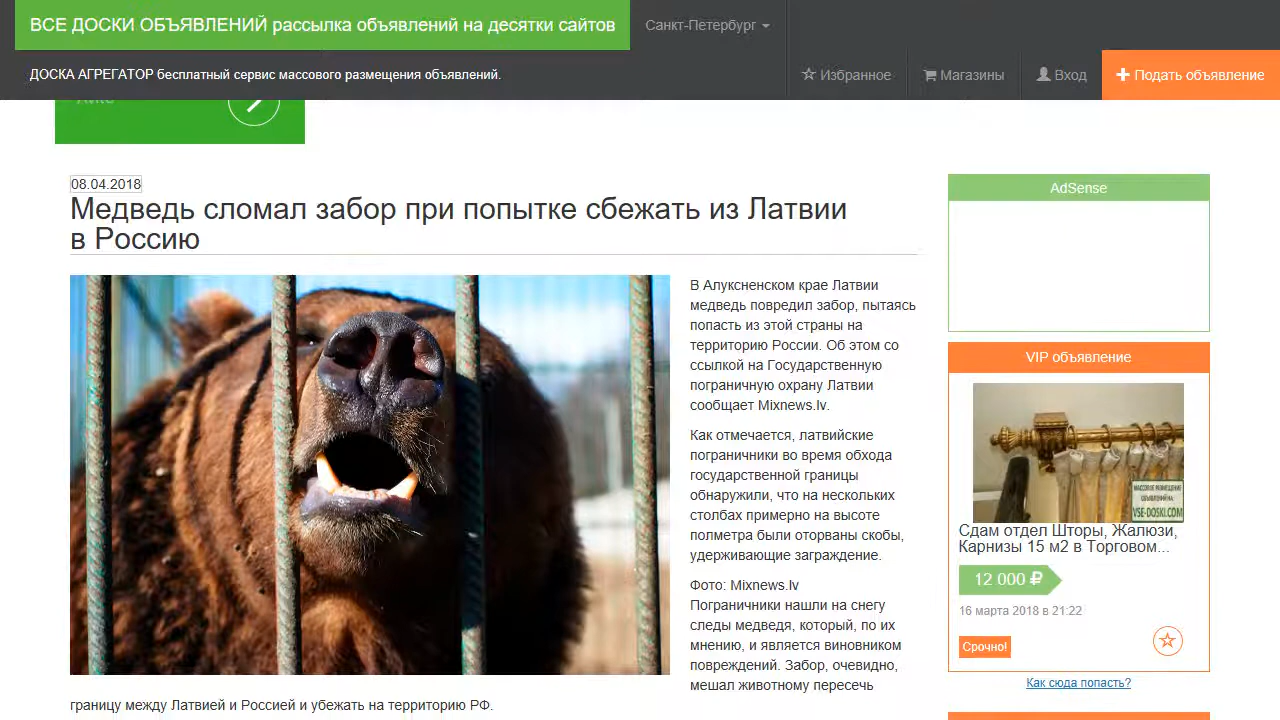 ВСЕ ДОСКИ ОБЪЯВЛЕНИЙ рассылка объявлений на десятки сайтов
Санкт-Петербург
ДОСКА АГРЕГАТОР бесплатный сервис массового размещения объявлений.
Избранное
Магазины
Вход
Подать объявление
08.04.2018
Медведь сломал забор при попытке сбежать из Латвии
в Россию
В Алуксненском крае Латвии
медведь повредил забор, пытаясь
попасть из этой страны на
территорию России. Об этом со
ссылкой на Государственную
пограничную охрану Латвии
сообщает Mixnews.lv.
Как отмечается, латвийские
пограничники во время обхода
государственной границы
обнаружили, что на нескольких
столбах примерно на высоте
полметра были оторваны скобы,
удерживающие заграждение.
Фото: Mixnews.lv
Пограничники нашли на снегу
следы медведя, который, по их
мнению, и является виновником
повреждений. Забор, очевидно,
мешал животному пересечь
границу между Латвией и Россией и убежать на территорию РФ.
AdSense
VIP объявление
МАССОВОЕ РАЗМЕЩЕНИЕ
ОБЪЯВЛЕНИЙ НА
VSE-DOSKI.COM
Сдам отдел Шторы, Жалюзи,
Карнизы 15 м2 в Торговом...
12 000 ₽
16 марта 2018 в 21:22
Срочно!
Как сюда попасть?